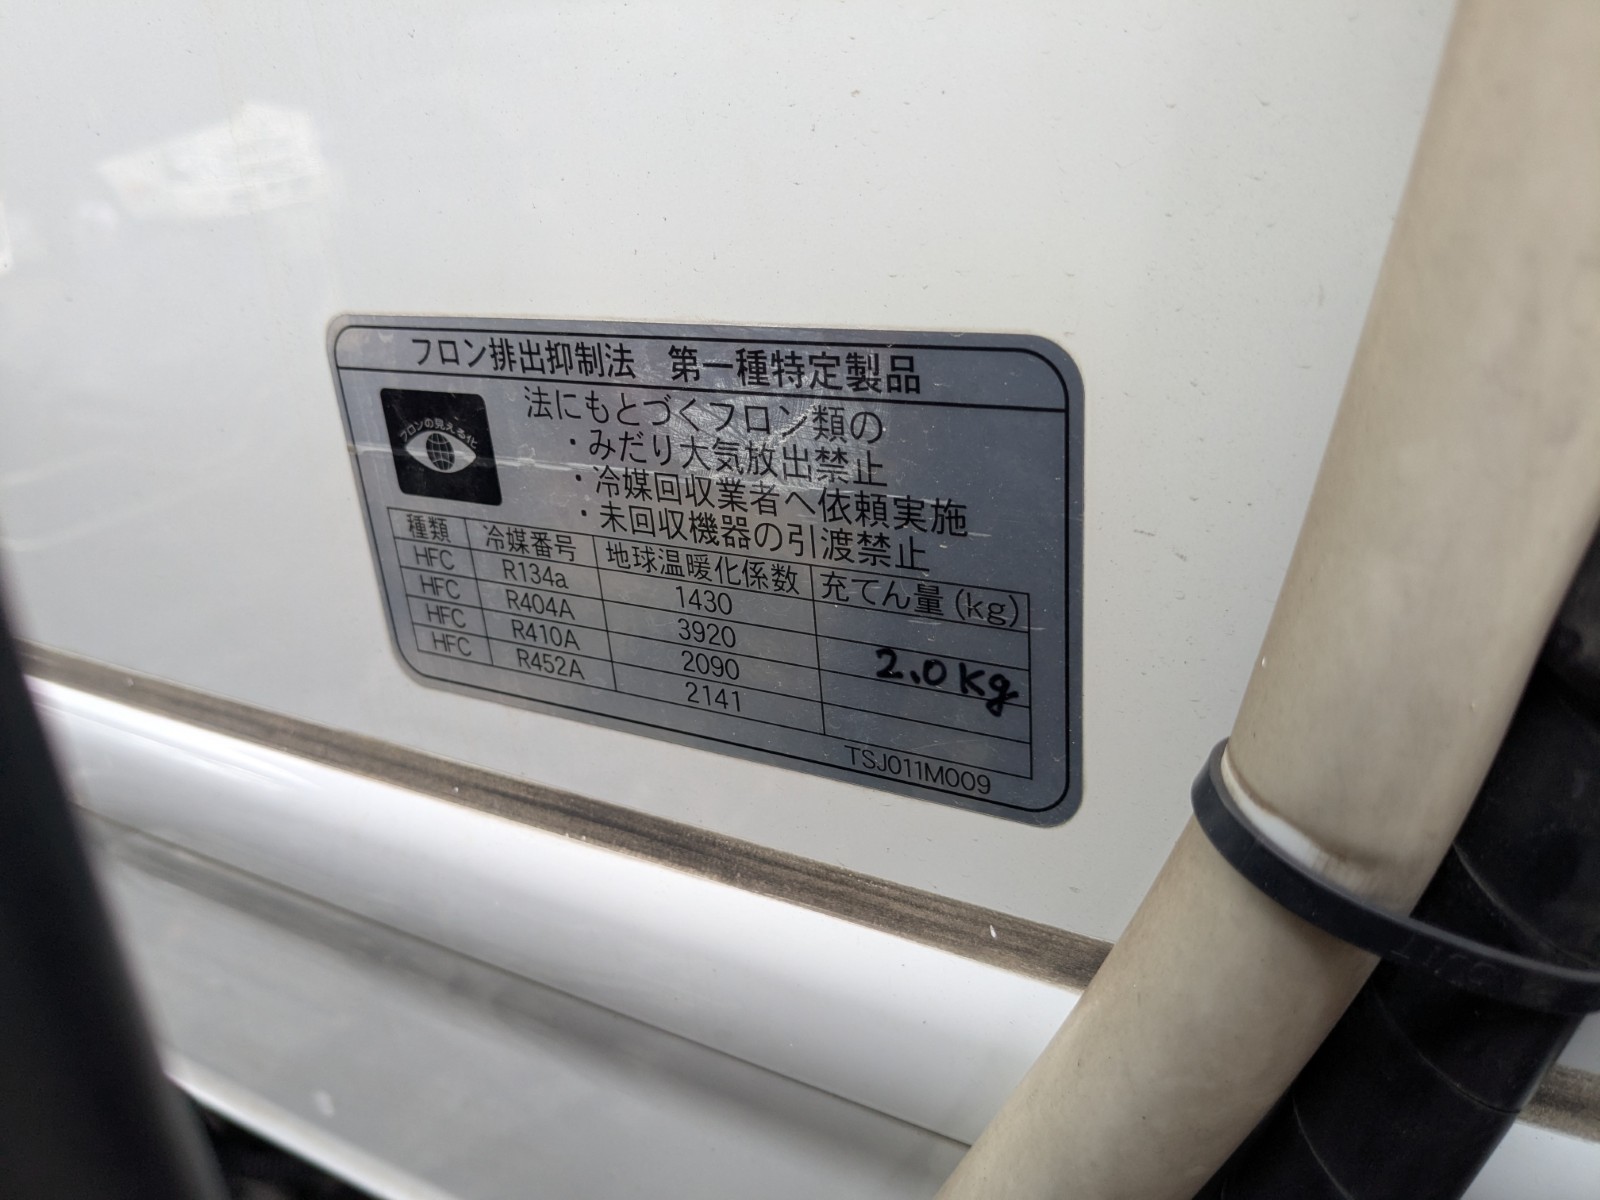 フロン排出抑制法 第一種特定製品
フロンの見える化
法にもとづくフロン類の
・みだり大気放出禁止
・冷媒回収業者へ依頼実施
・未回収機器の引渡禁止
種類 冷媒番号 地球温暖化係数 充てん量(kg)
HFC R134a 1430
HFC R404A 3920 2.0kg
HFC R410A 2090
HFC R452A 2141
TSJ011M009